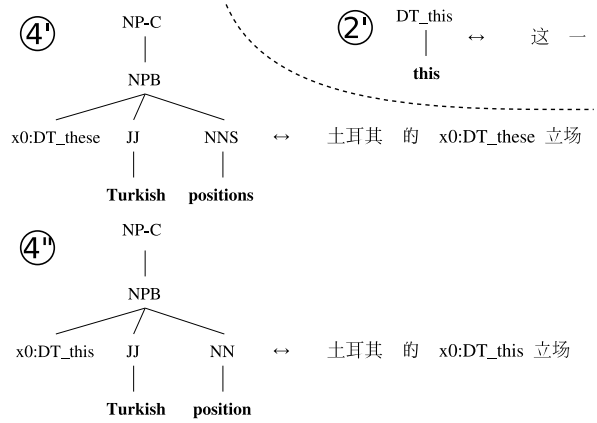 4' NP-C
NPB
x0:DT_these JJ NNS ↔ 土耳其 的 x0:DT_these 立场
Turkish positions
2' DT_this ↔ 这 一
this
4" NP-C
NPB
x0:DT_this JJ NN ↔ 土耳其 的 x0:DT_this 立场
Turkish position